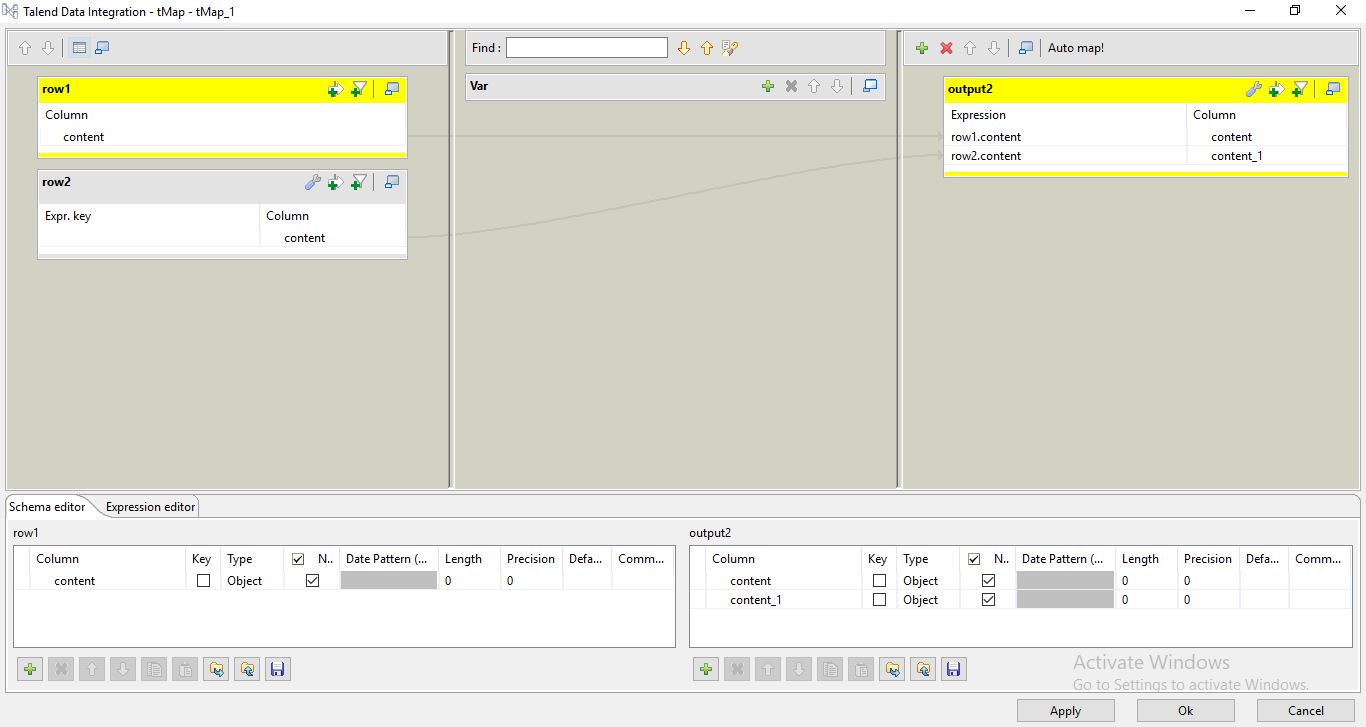 Talend Data Integration - tMap - tMap_1
Find :
Auto map!
row1
Column
content
row2
Expr. key Column
content
Var
output2
Expression Column
row1.content content
row2.content content_1
Schema editor Expression editor
row1
Column Key Type N.. Date Pattern (... Length Precision Defa... Comm...
content Object 0 0
output2
Column Key Type N.. Date Pattern (... Length Precision Defa... Comm...
content Object 0 0
content_1 Object 0 0
Activate Windows
Go to Settings to activate Windows.
Apply Ok Cancel